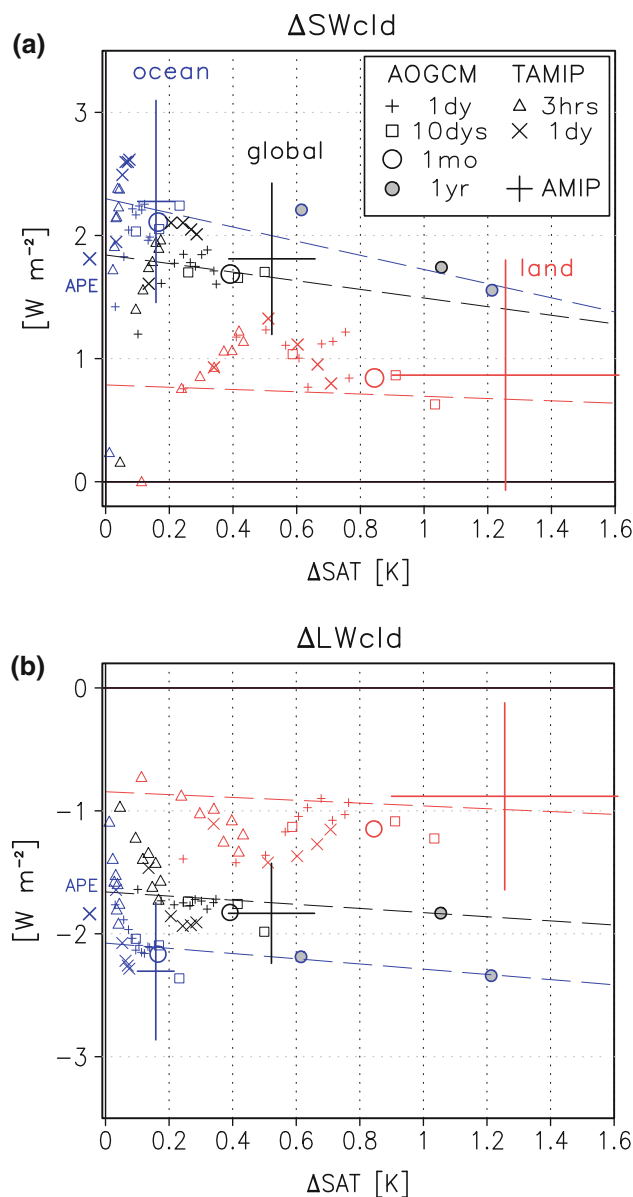 (a)
ΔSWcld
ocean
global
land
AOGCM TAMIP
+ 1dy △ 3hrs
□ 10dys × 1dy
○ 1mo
● 1yr + AMIP
3
2
1
0
APE
[W m⁻²]
0 0.2 0.4 0.6 0.8 1 1.2 1.4 1.6
ΔSAT [K]
(b)
ΔLWcld
0
−1
−2
−3
APE
[W m⁻²]
0 0.2 0.4 0.6 0.8 1 1.2 1.4 1.6
ΔSAT [K]